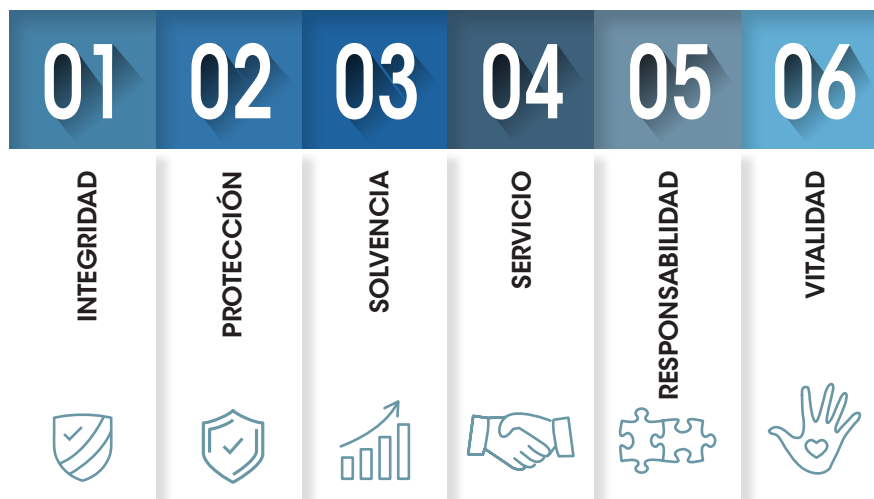 01
02
03
04
05
06
INTEGRIDAD
PROTECCIÓN
SOLVENCIA
SERVICIO
RESPONSABILIDAD
VITALIDAD